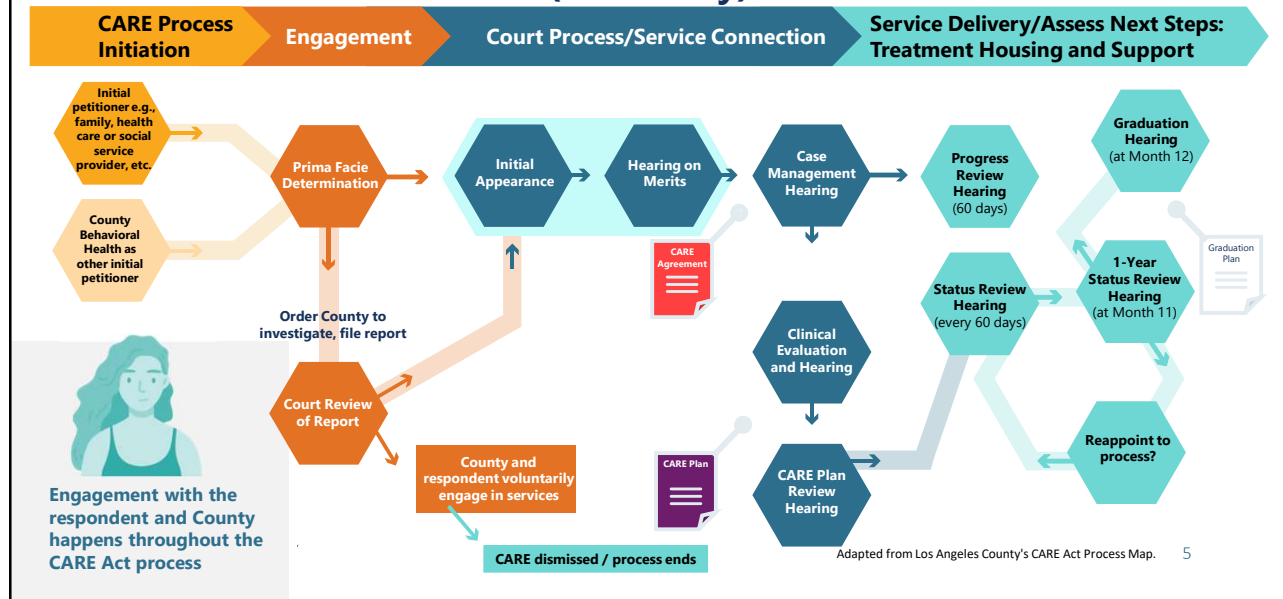 CARE Process
Initiation
Engagement
Court Process/Service Connection
Service Delivery/Assess Next Steps:
Treatment Housing and Support
Initial
petitioner e.g.,
family, health
care or social
service
provider, etc.
County
Behavioral
Health as
other initial
petitioner
Prima Facie
Determination
Order County to
investigate, file report
Court Review
of Report
County and
respondent voluntarily
engage in services
CARE dismissed / process ends
Initial
Appearance
Hearing on
Merits
CARE
Agreement
Case
Management
Hearing
Clinical
Evaluation
and Hearing
CARE Plan
CARE Plan
Review
Hearing
Progress
Review
Hearing
(60 days)
Status Review
Hearing
(every 60 days)
Graduation
Hearing
(at Month 12)
1-Year
Status Review
Hearing
(at Month 11)
Graduation
Plan
Reappoint to
process?
Engagement with the
respondent and County
happens throughout the
CARE Act process
Adapted from Los Angeles County's CARE Act Process Map.
5